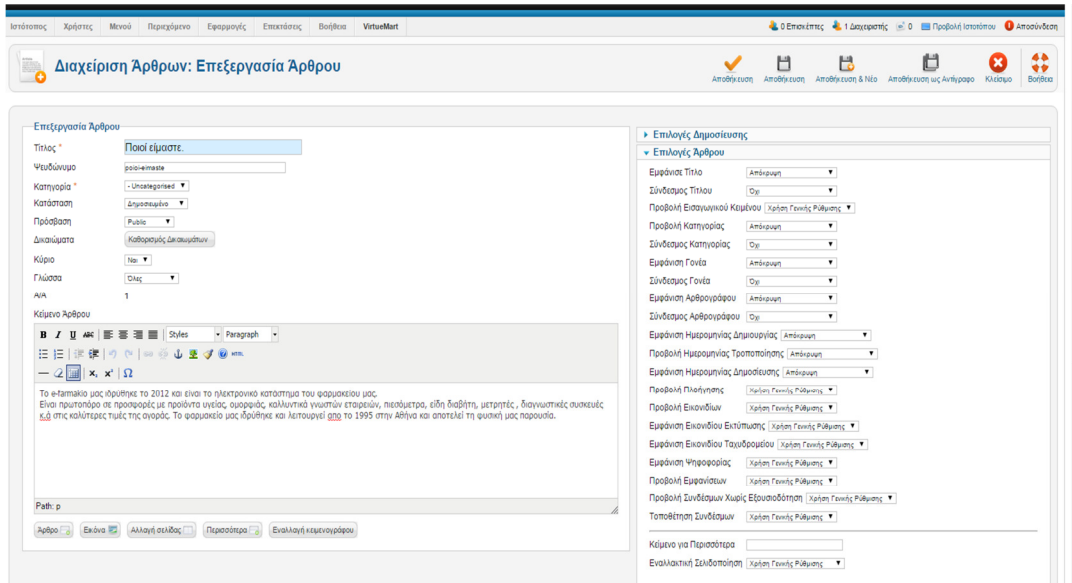 Ιστότοπος Χρήστες Μενού Περιεχόμενο Εφαρμογές Επεκτάσεις Βοήθεια VirtueMart 0 Επισκέπτες 1 Διαχειριστής 0 Προβολή Ιστοτόπου Αποσύνδεση
Διαχείριση Άρθρων: Επεξεργασία Άρθρου
Αποθήκευση Αποθήκευση Αποθήκευση & Νέο Αποθήκευση ως Αντίγραφο Κλείσιμο Βοήθεια
Επεξεργασία Άρθρου
Τίτλος * Ποιοί είμαστε.
Ψευδώνυμο poioi-eimaste
Κατηγορία * - Uncategorised
Κατάσταση Δημοσιευμένο
Πρόσβαση Public
Δικαιώματα Καθορισμός Δικαιωμάτων
Κύριο Ναι
Γλώσσα Όλες
Α/Α 1
Κείμενο Άρθρου
B I U ABC Styles Paragraph
HTML
Ω
Το e-farmakio μας ιδρύθηκε το 2012 και είναι το ηλεκτρονικό κατάστημα του φαρμακείου μας.
Είναι πρωτοπόρο σε προσφορές με προϊόντα υγείας, ομορφιάς, καλλυντικά γνωστών εταιρειών, πιεσόμετρα, είδη διαβήτη, μετρητές , διαγνωστικές συσκευές
κ.ά στις καλύτερες τιμές της αγοράς. Το φαρμακείο μας ιδρύθηκε και λειτουργεί απο το 1995 στην Αθήνα και αποτελεί τη φυσική μας παρουσία.
Path: p
Άρθρο Εικόνα Αλλαγή σελίδας Περισσότερα Εναλλαγή κειμενογράφου
Επιλογές Δημοσίευσης
Επιλογές Άρθρου
Εμφάνισε Τίτλο Απόκρυψη
Σύνδεσμος Τίτλου Όχι
Προβολή Εισαγωγικού Κειμένου Χρήση Γενικής Ρύθμισης
Προβολή Κατηγορίας Απόκρυψη
Σύνδεσμος Κατηγορίας Όχι
Εμφάνιση Γονέα Απόκρυψη
Σύνδεσμος Γονέα Όχι
Εμφάνιση Αρθρογράφου Απόκρυψη
Σύνδεσμος Αρθρογράφου Όχι
Εμφάνιση Ημερομηνίας Δημιουργίας Απόκρυψη
Προβολή Ημερομηνίας Τροποποίησης Απόκρυψη
Εμφάνιση Ημερομηνίας Δημοσίευσης Απόκρυψη
Προβολή Πλοήγησης Χρήση Γενικής Ρύθμισης
Προβολή Εικονιδίων Χρήση Γενικής Ρύθμισης
Εμφάνιση Εικονιδίου Εκτύπωσης Χρήση Γενικής Ρύθμισης
Εμφάνιση Εικονιδίου Ταχυδρομείου Χρήση Γενικής Ρύθμισης
Εμφάνιση Ψηφοφορίας Χρήση Γενικής Ρύθμισης
Προβολή Εμφανίσεων Χρήση Γενικής Ρύθμισης
Προβολή Συνδέσμων Χωρίς Εξουσιοδότηση Χρήση Γενικής Ρύθμισης
Τοποθέτηση Συνδέσμων Χρήση Γενικής Ρύθμισης
Κείμενο για Περισσότερα
Εναλλακτική Σελιδοποίηση Χρήση Γενικής Ρύθμισης